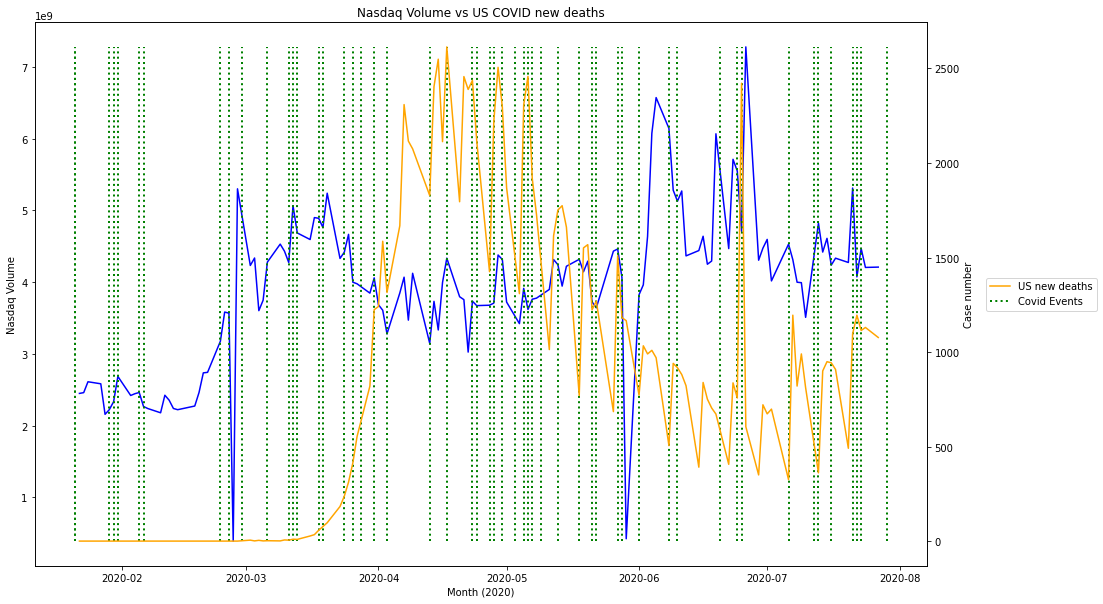 Nasdaq Volume vs US COVID new deaths
1e9
7
6
5
4
3
2
1
Nasdaq Volume
2500
2000
1500
1000
500
0
Case number
2020-02
2020-03
2020-04
2020-05
2020-06
2020-07
2020-08
Month (2020)
US new deaths
Covid Events